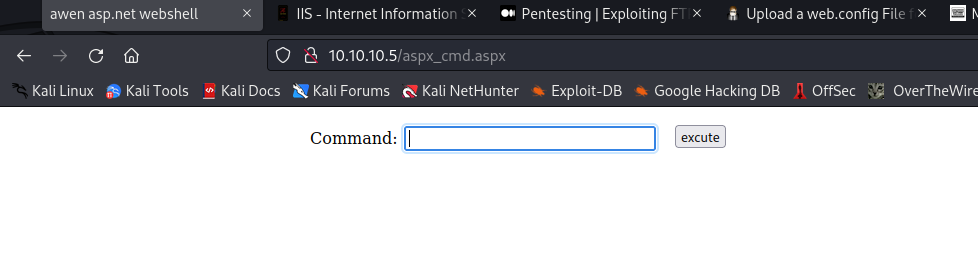 awen asp.net webshell IIS - Internet Information Pentesting | Exploiting FT Upload a web.config File f
10.10.10.5/aspx_cmd.aspx
Kali Linux Kali Tools Kali Docs Kali Forums Kali NetHunter Exploit-DB Google Hacking DB OffSec OverTheWire
Command: excute